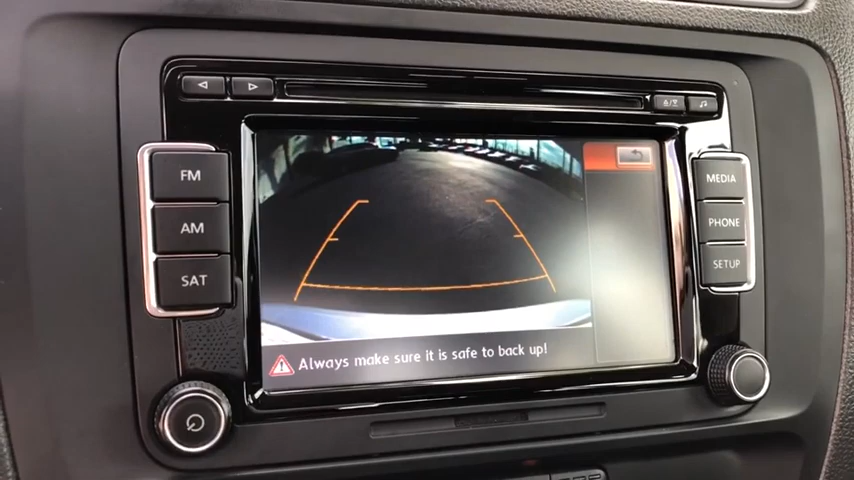 FM
AM
SAT
MEDIA
PHONE
SETUP
Always make sure it is safe to back up!